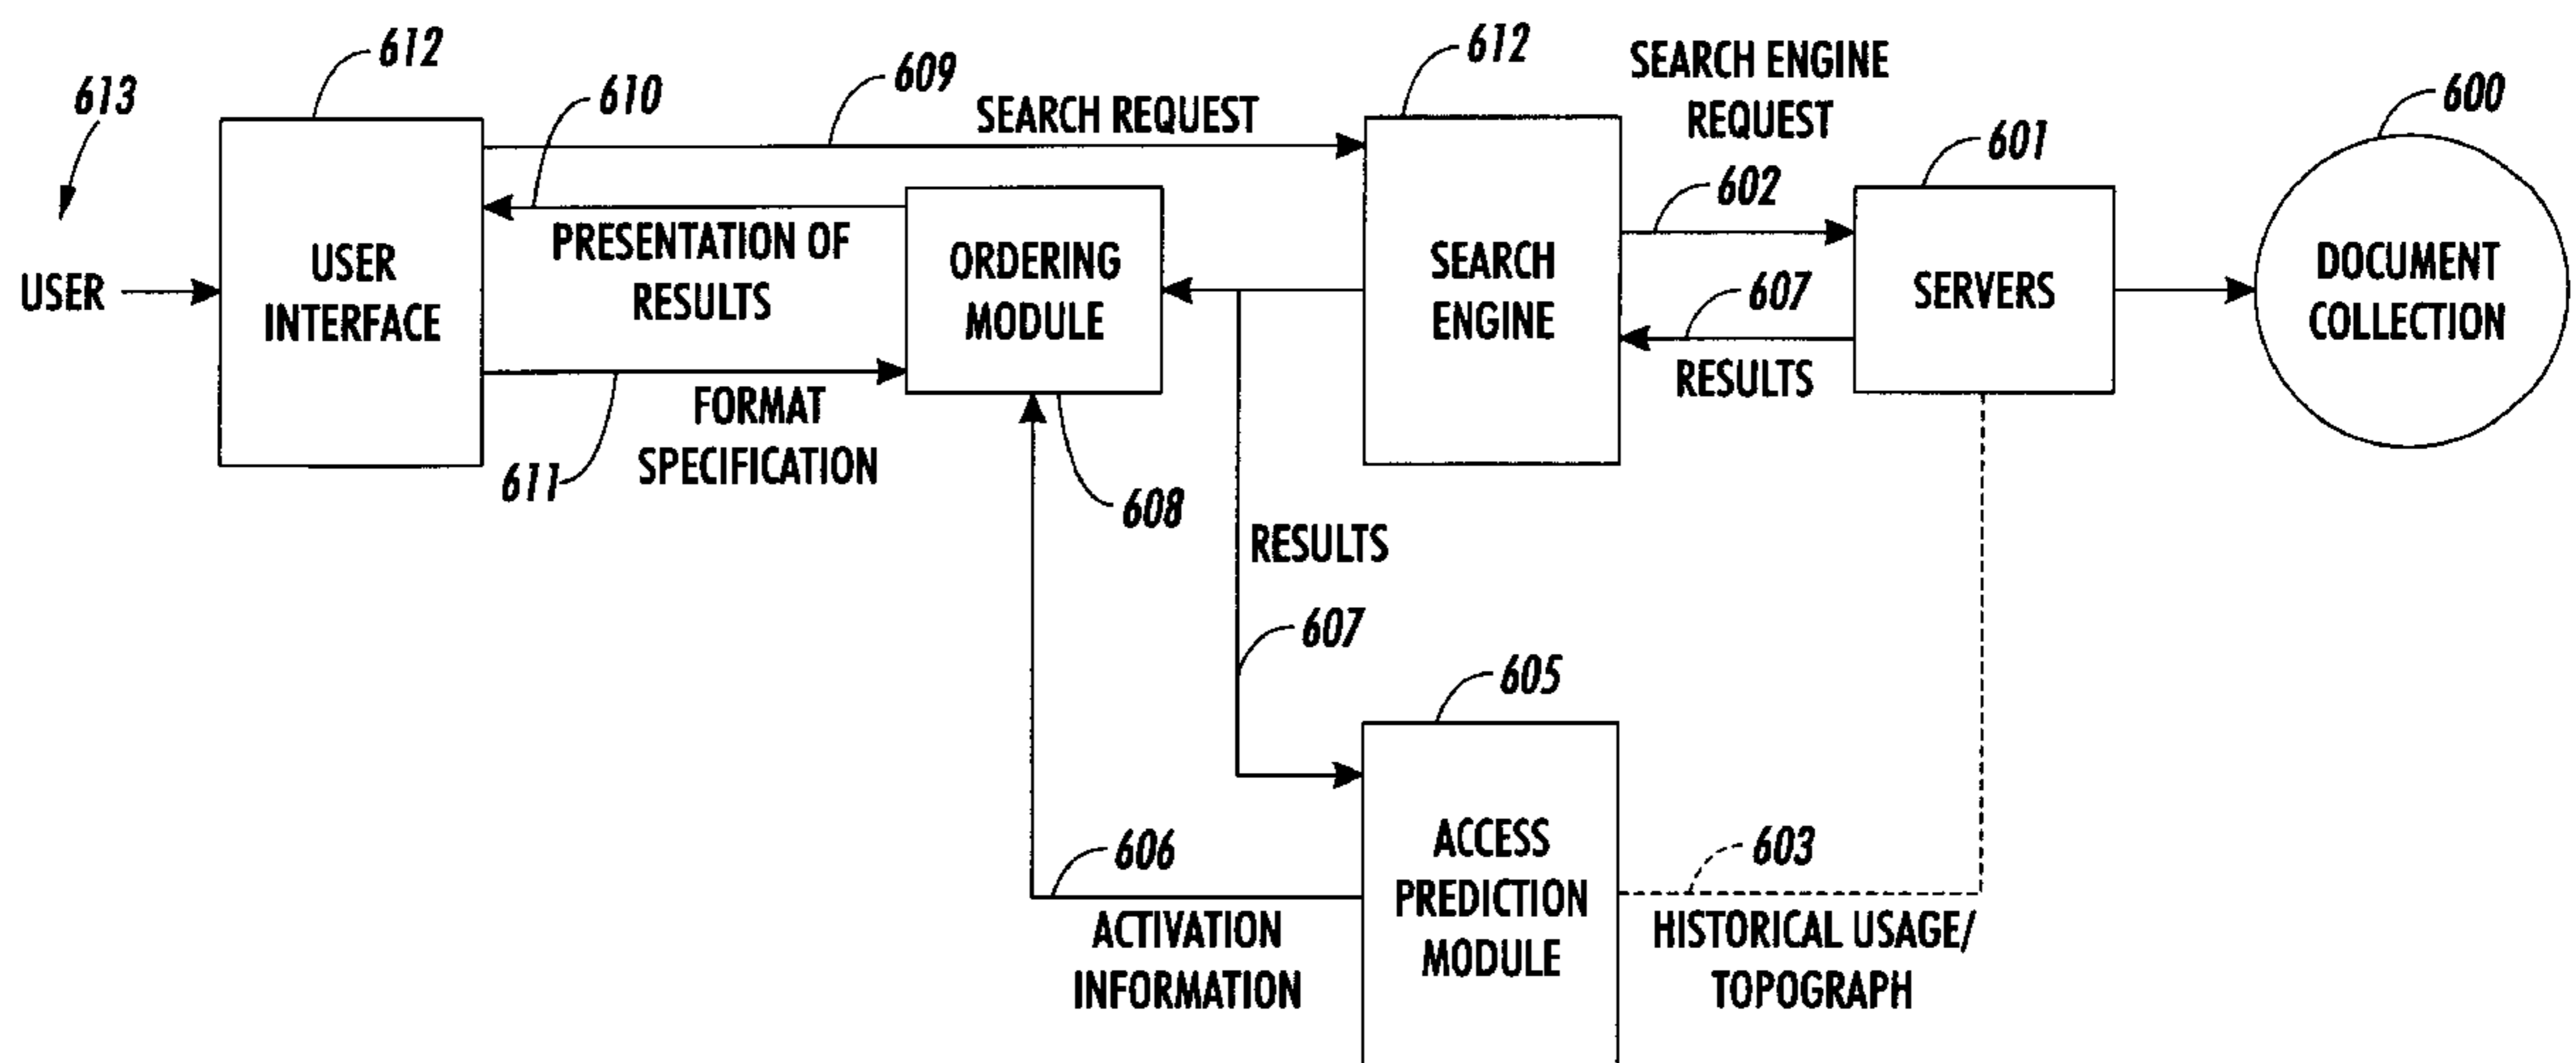 612
609
612
SEARCH ENGINE
REQUEST
600
613
610
SEARCH REQUEST
601
602
USER
USER
INTERFACE
PRESENTATION OF
RESULTS
ORDERING
MODULE
SEARCH
ENGINE
607
RESULTS
SERVERS
DOCUMENT
COLLECTION
611
FORMAT
SPECIFICATION
608
RESULTS
607
605
606
ACTIVATION
INFORMATION
ACCESS
PREDICTION
MODULE
603
HISTORICAL USAGE/
TOPOGRAPH